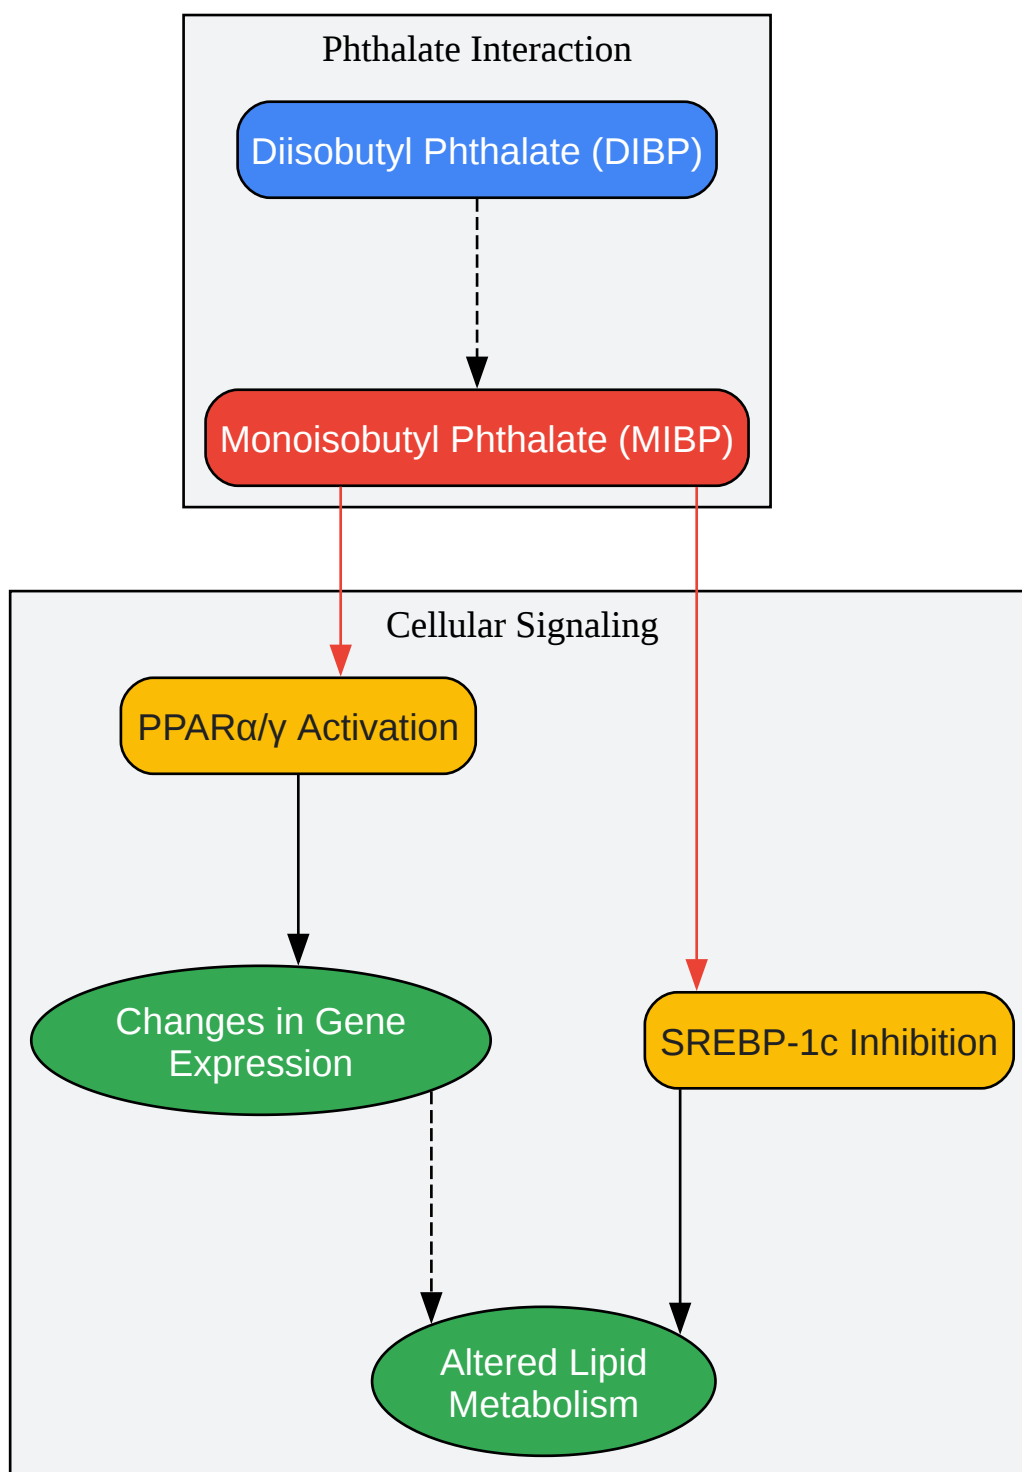 Phthalate Interaction
Diisobutyl Phthalate (DIBP)
Monoisobutyl Phthalate (MIBP)
Cellular Signaling
PPARα/γ Activation
Changes in Gene
Expression
SREBP-1c Inhibition
Altered Lipid
Metabolism